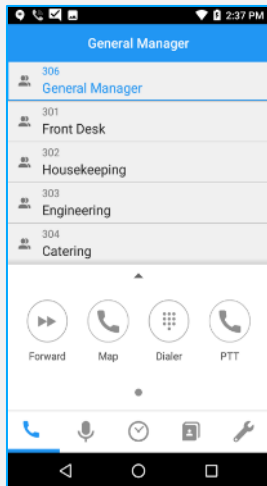 2:37 PM
General Manager
306
General Manager
301
Front Desk
302
Housekeeping
303
Engineering
304
Catering
Forward Map Dialer PTT